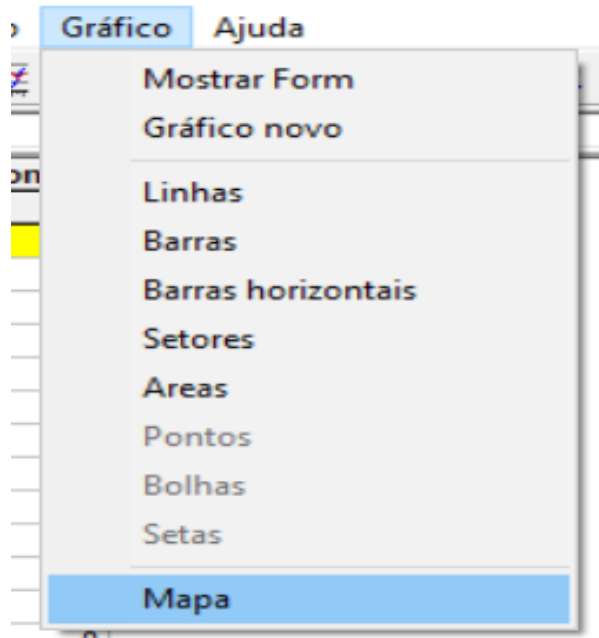 Gráfico Ajuda
Mostrar Form
Gráfico novo
Linhas
Barras
Barras horizontais
Setores
Areas
Pontos
Bolhas
Setas
Mapa